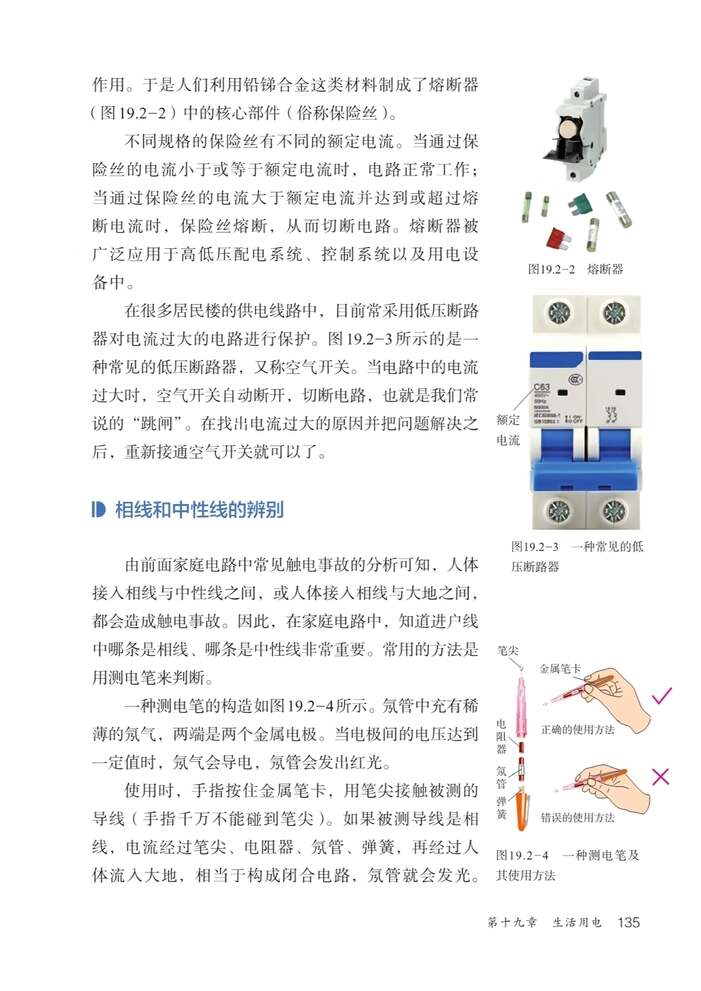 作用。于是人们利用铅锑合金这类材料制成了熔断器
（图19.2-2）中的核心部件（俗称保险丝）。
不同规格的保险丝有不同的额定电流。当通过保
险丝的电流小于或等于额定电流时，电路正常工作；
当通过保险丝的电流大于额定电流并达到或超过熔
断电流时，保险丝熔断，从而切断电路。熔断器被
广泛应用于高低压配电系统、控制系统以及用电设
备中。
在很多居民楼的供电线路中，目前常采用低压断路
器对电流过大的电路进行保护。图19.2-3所示的是一
种常见的低压断路器，又称空气开关。当电路中的电流
过大时，空气开关自动断开，切断电路，也就是我们常
说的“跳闸”。在找出电流过大的原因并把问题解决之
后，重新接通空气开关就可以了。
相线和中性线的辨别
由前面家庭电路中常见触电事故的分析可知，人体
接入相线与中性线之间，或人体接入相线与大地之间，
都会造成触电事故。因此，在家庭电路中，知道进户线
中哪条是相线、哪条是中性线非常重要。常用的方法是
用测电笔来判断。
一种测电笔的构造如图19.2-4所示。氖管中充有稀
薄的氖气，两端是两个金属电极。当电极间的电压达到
一定值时，氖气会导电，氖管会发出红光。
使用时，手指按住金属笔卡，用笔尖接触被测的
导线（手指千万不能碰到笔尖）。如果被测导线是相
线，电流经过笔尖、电阻器、氖管、弹簧，再经过人
体流入大地，相当于构成闭合电路，氖管就会发光。
图19.2-2 熔断器
C63
400V~
50Hz
额定
电流
图19.2-3 一种常见的低
压断路器
笔尖
金属笔卡
电阻器
氖管
弹簧
正确的使用方法
错误的使用方法
图19.2-4 一种测电笔及
其使用方法
第十九章 生活用电 135